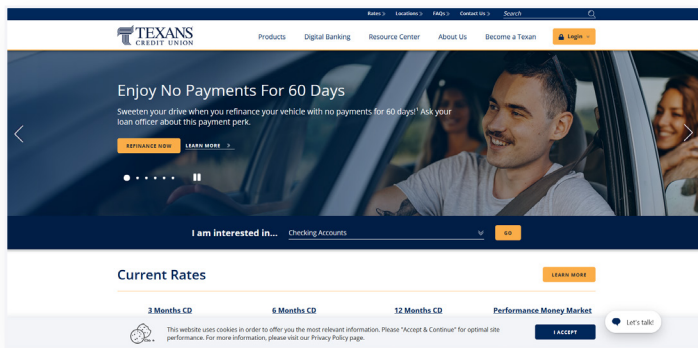 Rates > Locations > FAQs > Contact Us > Search
TEXANS
CREDIT UNION
Products Digital Banking Resource Center About Us Become a Texan Login
Enjoy No Payments For 60 Days
Sweeten your drive when you refinance your vehicle with no payments for 60 days!¹ Ask your
loan officer about this payment perk.
REFINANCE NOW LEARN MORE >
I am interested in... Checking Accounts GO
Current Rates LEARN MORE
3 Months CD 6 Months CD 12 Months CD Performance Money Market
This website uses cookies in order to offer you the most relevant information. Please "Accept & Continue" for optimal site
performance. For more information, please visit our Privacy Policy page.
I ACCEPT
Let's talk!